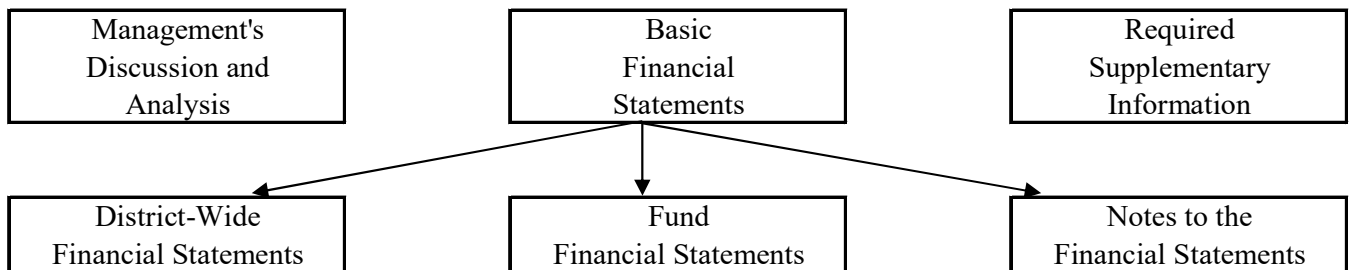 Management's
Discussion and
Analysis
Basic
Financial
Statements
Required
Supplementary
Information
District-Wide
Financial Statements
Fund
Financial Statements
Notes to the
Financial Statements